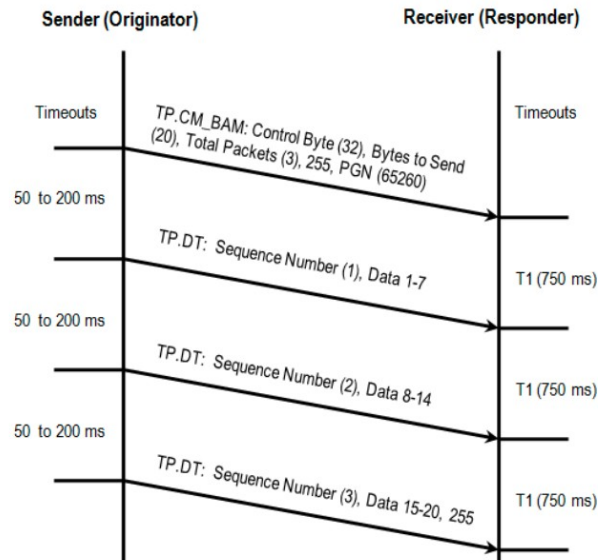 Sender (Originator)
Receiver (Responder)
Timeouts
Timeouts
TP.CM_BAM: Control Byte (32), Bytes to Send
(20), Total Packets (3), 255, PGN (65260)
50 to 200 ms
TP.DT: Sequence Number (1), Data 1-7
T1 (750 ms)
50 to 200 ms
TP.DT: Sequence Number (2), Data 8-14
T1 (750 ms)
50 to 200 ms
TP.DT: Sequence Number (3), Data 15-20, 255
T1 (750 ms)